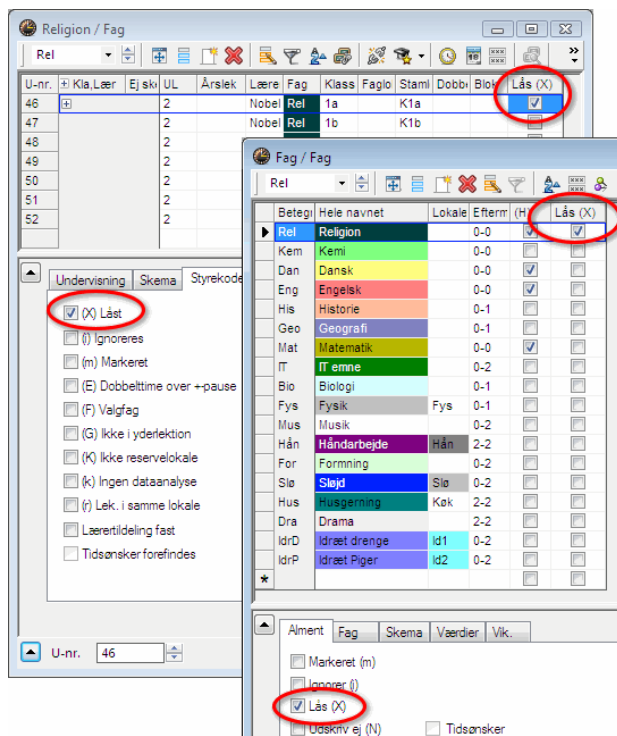 Religion / Fag
Rel
U-nr. Kla,Lær Ej sk UL Årslek Lære Fag Klass Faglo Staml Dobb Blok Lås (X)
46 2 Nobel Rel 1a K1a
47 2 Nobel Rel 1b K1b
48 2
49 2
50 2
51 2
52 2
Undervisning Skema Styrekode
(X) Låst
(i) Ignoreres
(m) Markeret
(E) Dobbelttime over +-pause
(F) Valgfag
(G) Ikke i yderlektion
(K) Ikke reservelokale
(k) Ingen dataanalyse
(r) Lek. i samme lokale
Lærertildeling fast
Tidsønsker forefindes
U-nr. 46
Fag / Fag
Rel
Betegr Hele navnet Lokale Efterm (H) Lås (X)
Rel Religion 0-0
Kem Kemi 0-0
Dan Dansk 0-0
Eng Engelsk 0-0
His Historie 0-1
Geo Geografi 0-1
Mat Matematik 0-0
IT IT emne 0-2
Bio Biologi 0-1
Fys Fysik Fys 0-1
Mus Musik 0-2
Hån Håndarbejde Hån 2-2
For Formning 0-2
Slø Sløjd Slø 0-2
Hus Husgerning Køk 2-2
Dra Drama 2-2
IdrD Idræt drenge Id1 0-2
IdrP Idræt Piger Id2 0-2
*
Alment Fag Skema Værdier Vik.
Markeret (m)
Ignorer (i)
Lås (X)
Udskriv ej (N) Tidsønsker